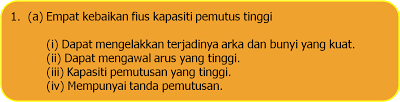 1. (a) Empat kebaikan fius kapasiti pemutus tinggi
(i) Dapat mengelakkan terjadinya arka dan bunyi yang kuat.
(ii) Dapat mengawal arus yang tinggi.
(iii) Kapasiti pemutusan yang tinggi.
(iv) Mempunyai tanda pemutusan.